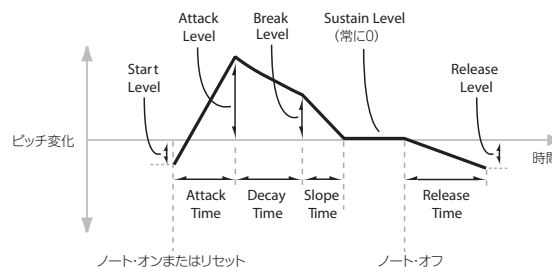 Attack
Level
Break
Level
Sustain Level
（常に0）
Start
Level
Release
Level
ピッチ変化
時間
Attack
Time
Decay
Time
Slope
Time
Release
Time
ノート・オンまたはリセット
ノート・オフ